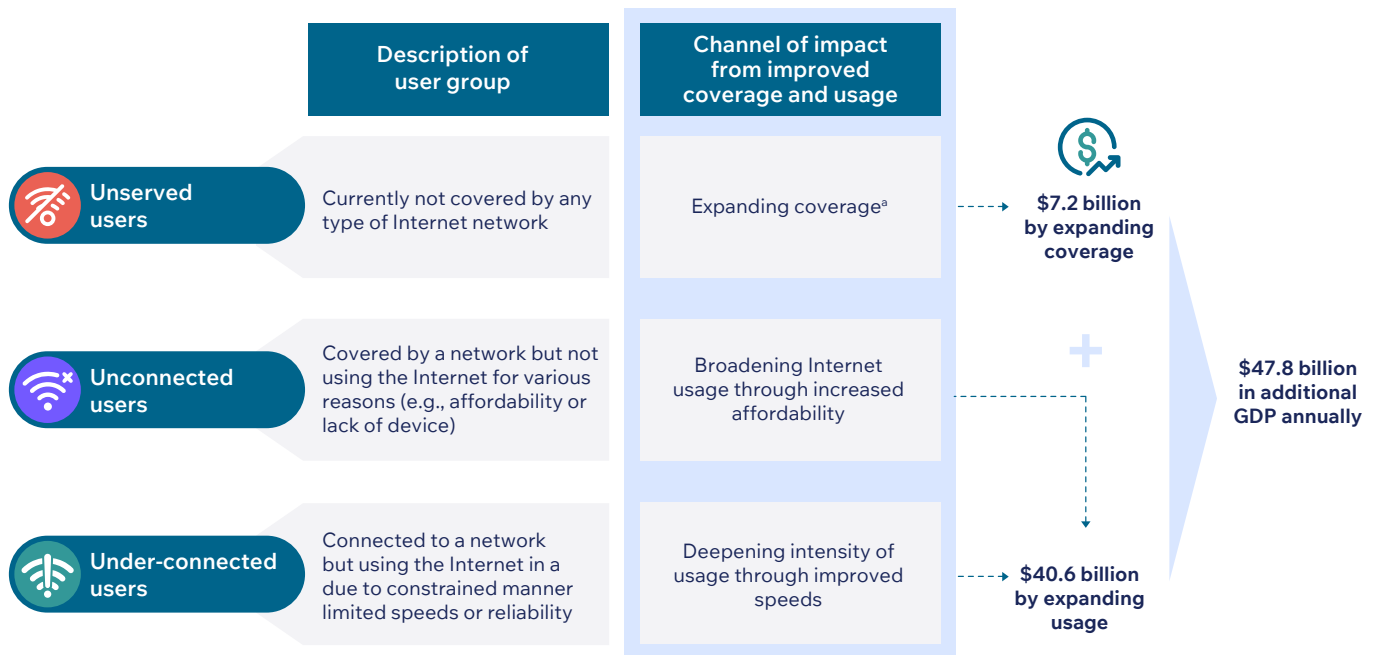 Description of
user group
Channel of impact
from improved
coverage and usage
Unserved
users
Currently not covered by any
type of Internet network
Expanding coverageᵃ
$
$7.2 billion
by expanding
coverage
Unconnected
users
Covered by a network but not
using the Internet for various
reasons (e.g., affordability or
lack of device)
Broadening Internet
usage through increased
affordability
+
$47.8 billion
in additional
GDP annually
Under-connected
users
Connected to a network
but using the Internet in a
due to constrained manner
limited speeds or reliability
Deepening intensity of
usage through improved
speeds
$40.6 billion
by expanding
usage